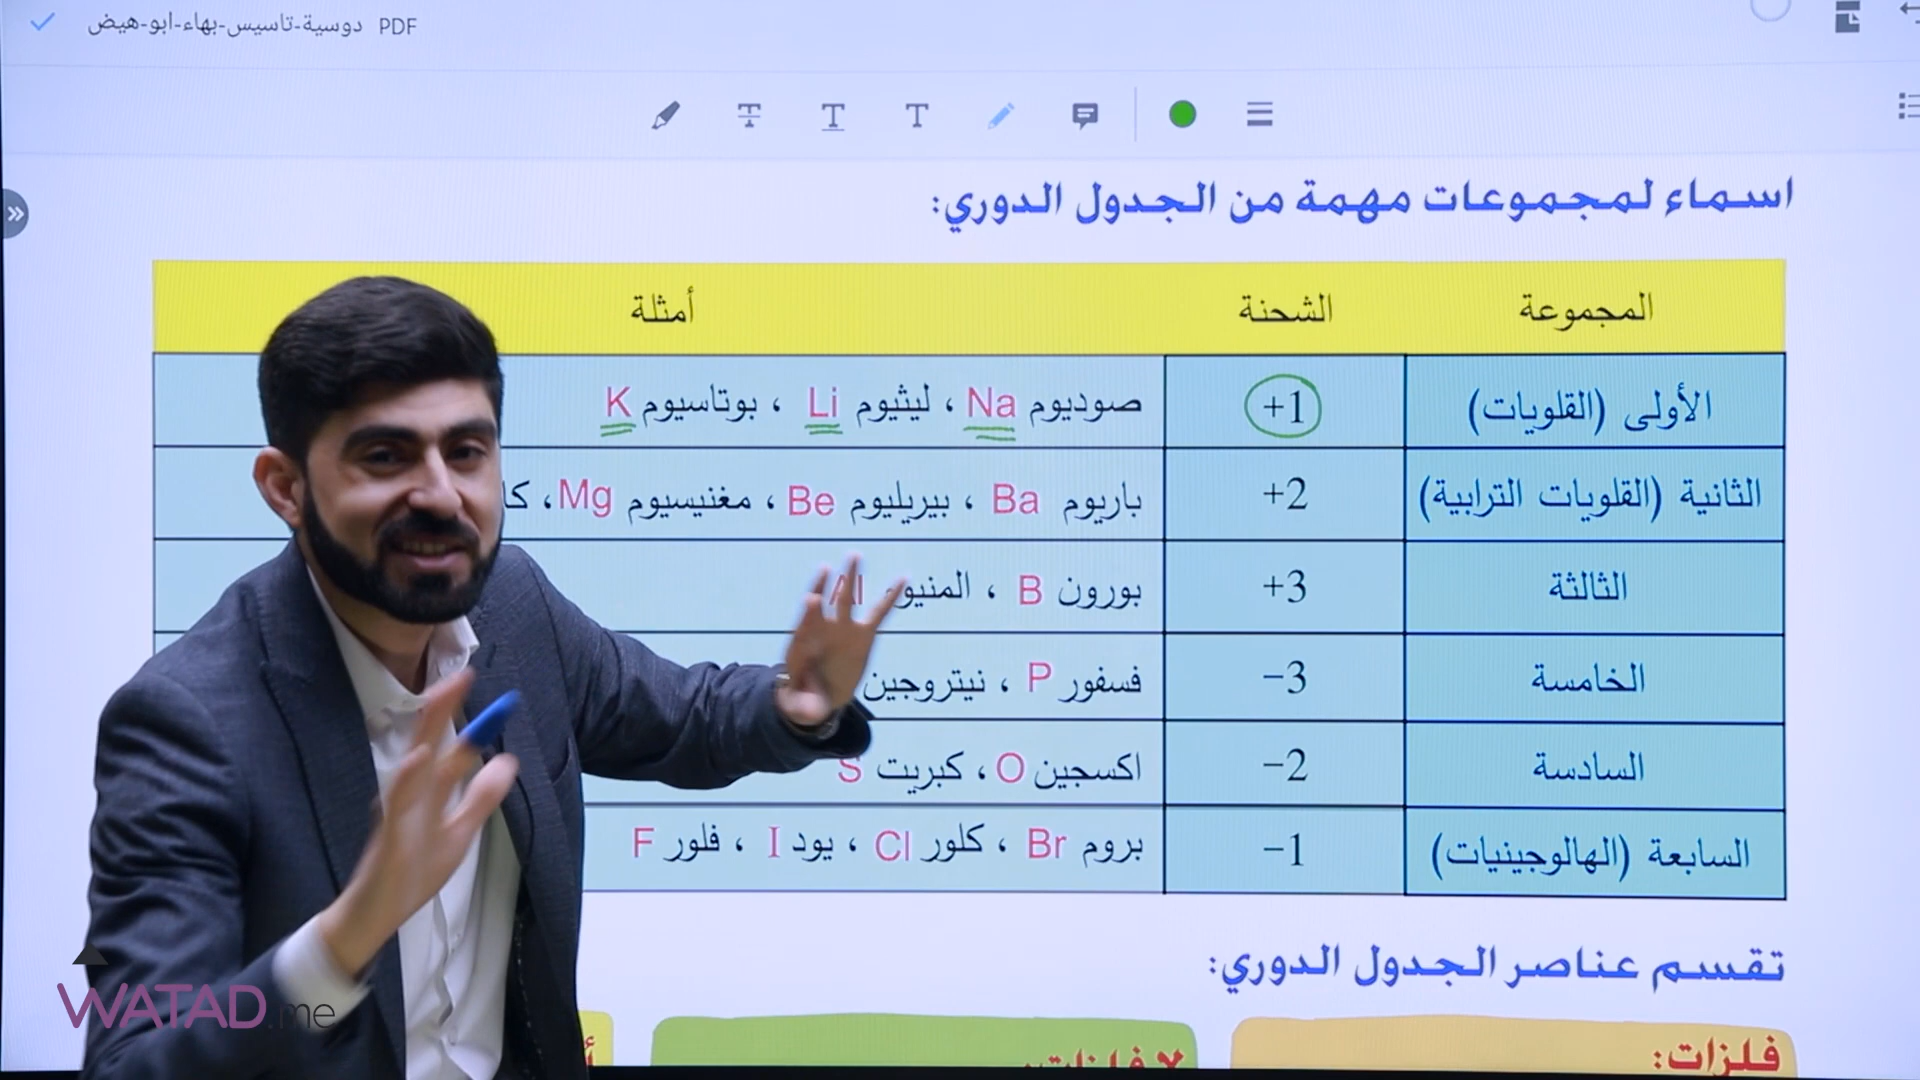 دوسية-تاسيس-بهاء-ابو-هيض PDF
اسماء لمجموعات مهمة من الجدول الدوري:
المجموعة الشحنة أمثلة
الأولى (القلويات) +1 صوديوم Na ، ليثيوم Li ، بوتاسيوم K
الثانية (القلويات الترابية) +2 باريوم Ba ، بيريليوم Be ، مغنيسيوم Mg ،
الثالثة +3 بورون B ،
الخامسة −3 فسفور P ، نيتروجين
السادسة −2 اكسجين O ، كبريت S
السابعة (الهالوجينيات) −1 بروم Br ، كلور Cl ، يود I ، فلور F
تقسم عناصر الجدول الدوري:
فلزات:
WATAD.me